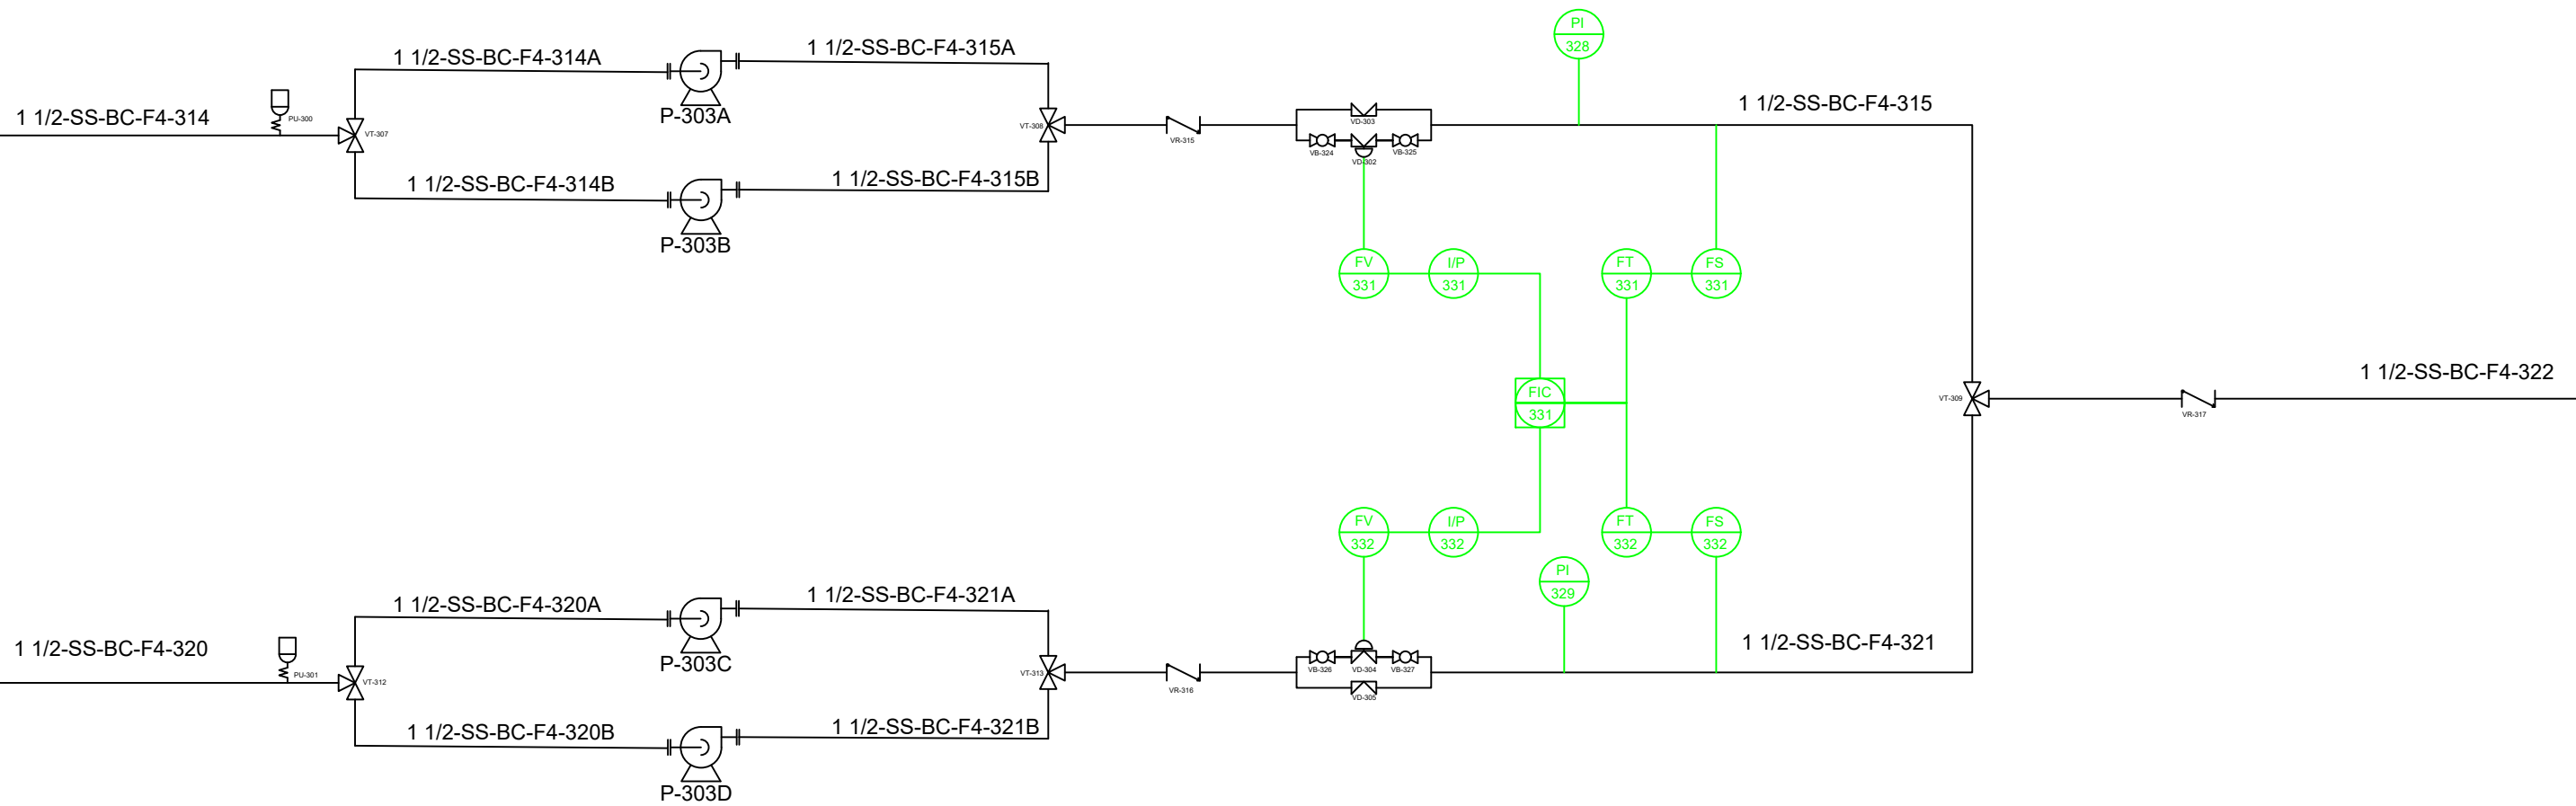 PI
328
1 1/2-SS-BC-F4-314A
1 1/2-SS-BC-F4-315A
1 1/2-SS-BC-F4-314
PU-300
VT-307
P-303A
VT-308
VR-315
VD-303
VB-324
VD-302
VB-325
1 1/2-SS-BC-F4-315
1 1/2-SS-BC-F4-314B
1 1/2-SS-BC-F4-315B
P-303B
FV
331
I/P
331
FT
331
FS
331
FIC
331
VT-309
VR-317
1 1/2-SS-BC-F4-322
FV
332
I/P
332
FT
332
FS
332
PI
329
1 1/2-SS-BC-F4-320A
1 1/2-SS-BC-F4-321A
1 1/2-SS-BC-F4-320
PU-301
VT-312
P-303C
VT-313
VR-316
VB-326
VD-304
VB-327
VD-305
1 1/2-SS-BC-F4-321
1 1/2-SS-BC-F4-320B
1 1/2-SS-BC-F4-321B
P-303D